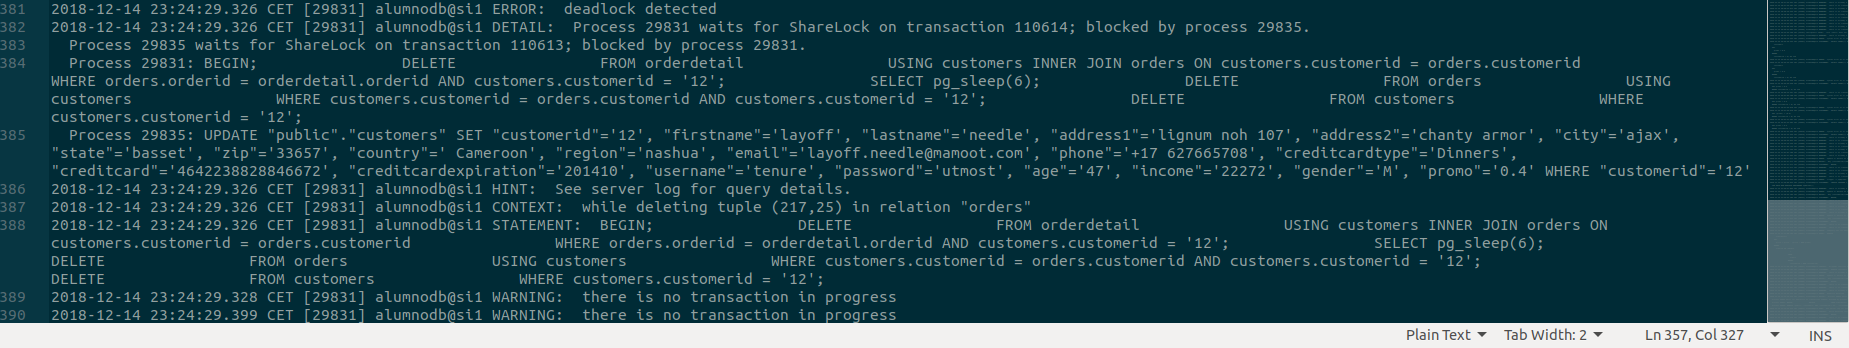 381 2018-12-14 23:24:29.326 CET [29831] alumnodb@si1 ERROR:  deadlock detected
382 2018-12-14 23:24:29.326 CET [29831] alumnodb@si1 DETAIL:  Process 29831 waits for ShareLock on transaction 110614; blocked by process 29835.
383   Process 29835 waits for ShareLock on transaction 110613; blocked by process 29831.
384   Process 29831: BEGIN;                DELETE                FROM orderdetail                USING customers INNER JOIN orders ON customers.customerid = orders.customerid
WHERE orders.orderid = orderdetail.orderid AND customers.customerid = '12';                SELECT pg_sleep(6);                DELETE                FROM orders                USING
customers                WHERE customers.customerid = orders.customerid AND customers.customerid = '12';                DELETE                FROM customers                WHERE
customers.customerid = '12';
385   Process 29835: UPDATE "public"."customers" SET "customerid"='12', "firstname"='layoff', "lastname"='needle', "address1"='lignum noh 107', "address2"='chanty armor', "city"='ajax',
"state"='basset', "zip"='33657', "country"=' Cameroon', "region"='nashua', "email"='layoff.needle@mamoot.com', "phone"='+17 627665708', "creditcardtype"='Dinners',
"creditcard"='4642238828846672', "creditcardexpiration"='201410', "username"='tenure', "password"='utmost', "age"='47', "income"='22272', "gender"='M', "promo"='0.4' WHERE "customerid"='12'
386 2018-12-14 23:24:29.326 CET [29831] alumnodb@si1 HINT:  See server log for query details.
387 2018-12-14 23:24:29.326 CET [29831] alumnodb@si1 CONTEXT:  while deleting tuple (217,25) in relation "orders"
388 2018-12-14 23:24:29.326 CET [29831] alumnodb@si1 STATEMENT:  BEGIN;                DELETE                FROM orderdetail                USING customers INNER JOIN orders ON
customers.customerid = orders.customerid                WHERE orders.orderid = orderdetail.orderid AND customers.customerid = '12';                SELECT pg_sleep(6);
DELETE                FROM orders                USING customers                WHERE customers.customerid = orders.customerid AND customers.customerid = '12';
DELETE                FROM customers                WHERE customers.customerid = '12';
389 2018-12-14 23:24:29.328 CET [29831] alumnodb@si1 WARNING:  there is no transaction in progress
390 2018-12-14 23:24:29.399 CET [29831] alumnodb@si1 WARNING:  there is no transaction in progress
Plain Text Tab Width: 2 Ln 357, Col 327 INS